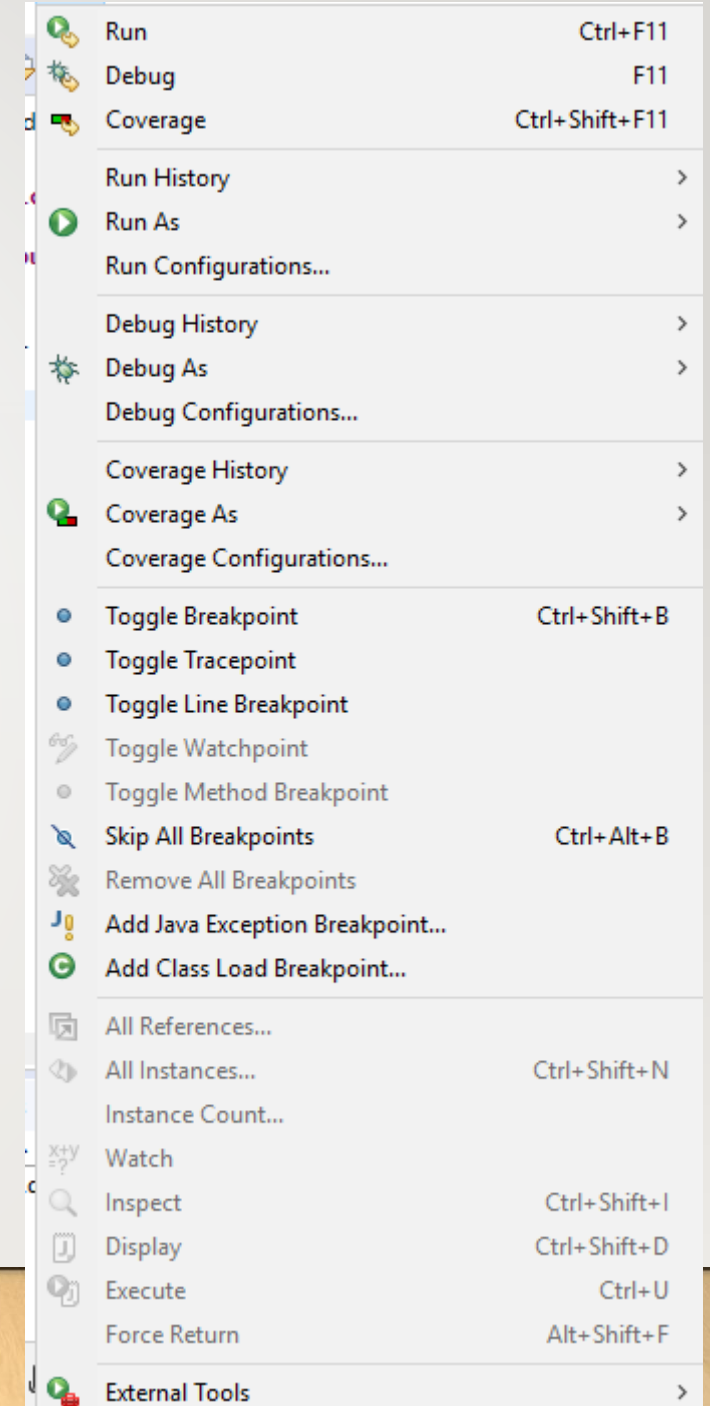 Run Ctrl+F11
Debug F11
Coverage Ctrl+Shift+F11
Run History
Run As
Run Configurations...
Debug History
Debug As
Debug Configurations...
Coverage History
Coverage As
Coverage Configurations...
Toggle Breakpoint Ctrl+Shift+B
Toggle Tracepoint
Toggle Line Breakpoint
Toggle Watchpoint
Toggle Method Breakpoint
Skip All Breakpoints Ctrl+Alt+B
Remove All Breakpoints
Add Java Exception Breakpoint...
Add Class Load Breakpoint...
All References...
All Instances... Ctrl+Shift+N
Instance Count...
x+y
=?
Watch
Inspect Ctrl+Shift+I
Display Ctrl+Shift+D
Execute Ctrl+U
Force Return Alt+Shift+F
External Tools